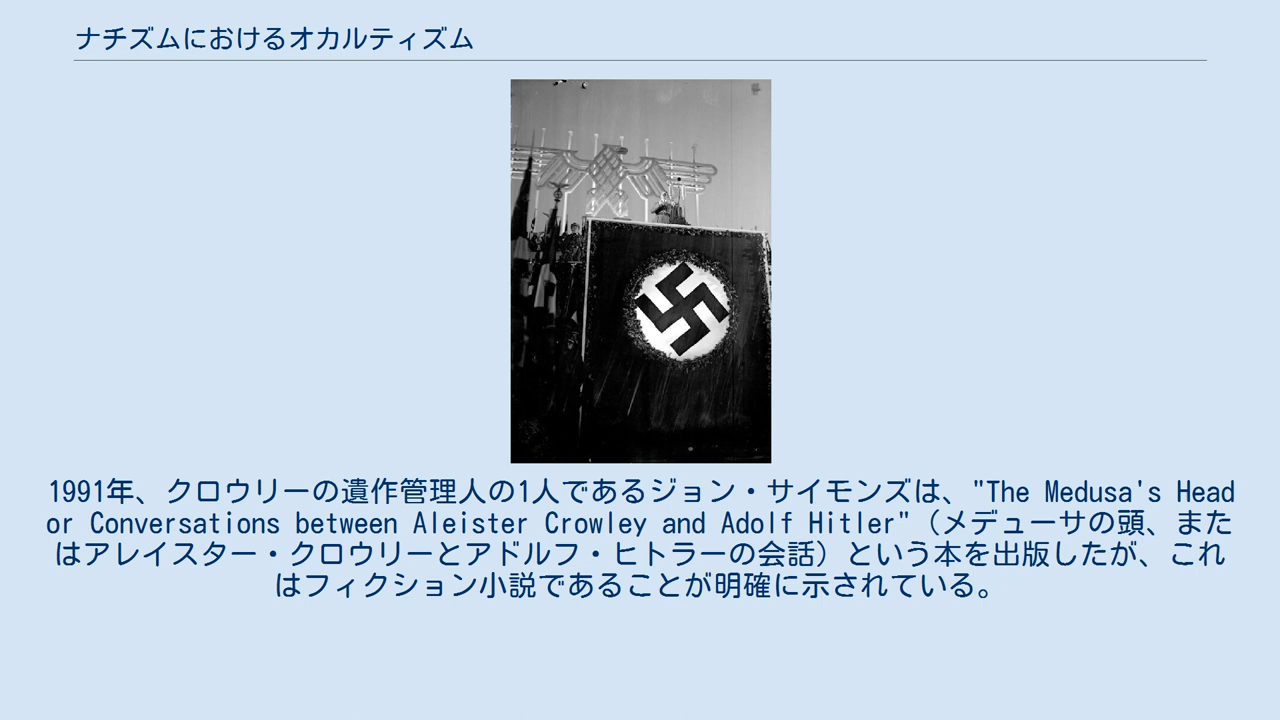 ナチズムにおけるオカルティズム
1991年、クロウリーの遺作管理人の1人であるジョン・サイモンズは、"The Medusa's Head
or Conversations between Aleister Crowley and Adolf Hitler"（メデューサの頭、また
はアレイスター・クロウリーとアドルフ・ヒトラーの会話）という本を出版したが、これ
はフィクション小説であることが明確に示されている。